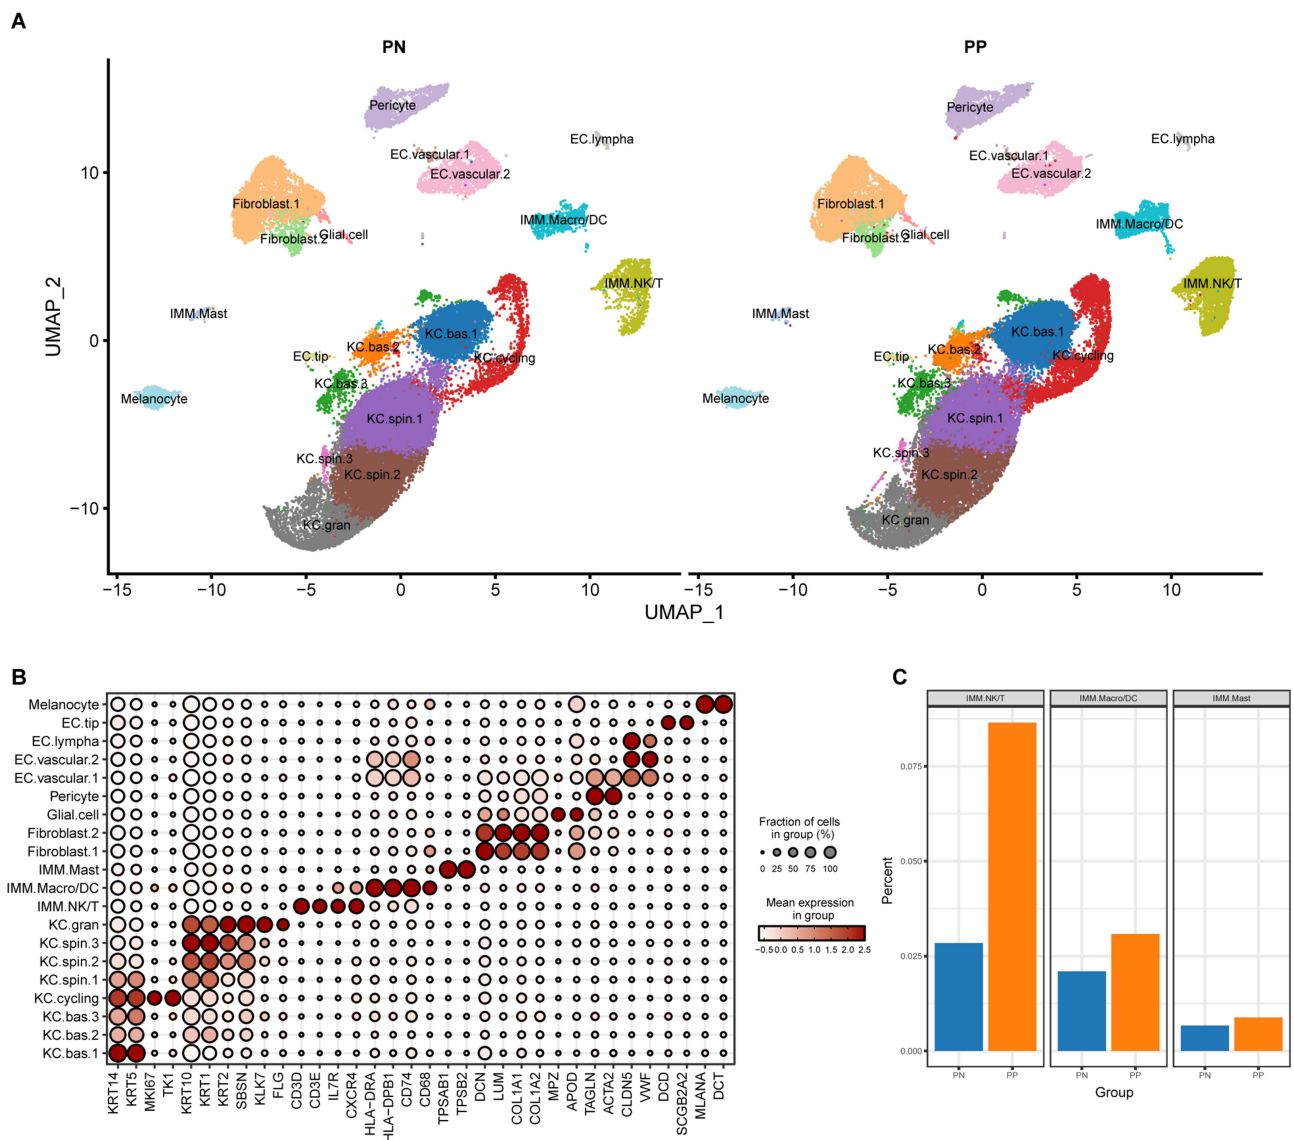 A
PN
PP
UMAP_2
10
0
−10
Pericyte
EC.lympha
EC.vascular.1
EC.vascular.2
Fibroblast.1
Fibroblast.2
Glial.cell
IMM.Macro/DC
IMM.NK/T
IMM.Mast
KC.bas.1
KC.bas.2
KC.cycling
EC.tip
KC.bas.3
Melanocyte
KC.spin.1
KC.spin.3
KC.spin.2
KC.gran
Pericyte
EC.lympha
EC.vascular.1
EC.vascular.2
Fibroblast.1
Fibroblast.2
Glial.cell
IMM.Macro/DC
IMM.NK/T
IMM.Mast
KC.bas.1
KC.bas.2
KC.cycling
EC.tip
KC.bas.3
Melanocyte
KC.spin.1
KC.spin.3
KC.spin.2
KC.gran
−15 −10 −5 0 5 10
−15 −10 −5 0 5 10
UMAP_1
B
Melanocyte
EC.tip
EC.lympha
EC.vascular.2
EC.vascular.1
Pericyte
Glial.cell
Fibroblast.2
Fibroblast.1
IMM.Mast
IMM.Macro/DC
IMM.NK/T
KC.gran
KC.spin.3
KC.spin.2
KC.spin.1
KC.cycling
KC.bas.3
KC.bas.2
KC.bas.1
KRT14
KRT5
MKI67
TK1
KRT10
KRT1
KRT2
SBSN
KLK7
FLG
CD3D
CD3E
IL7R
CXCR4
HLA−DRA
HLA−DPB1
CD74
CD68
TPSAB1
TPSB2
DCN
LUM
COL1A1
COL1A2
MPZ
APOD
TAGLN
ACTA2
CLDN5
VWF
DCD
SCGB2A2
MLANA
DCT
Fraction of cells
in group (%)
0 25 50 75 100
Mean expression
in group
−0.5 0.0 0.5 1.0 1.5 2.0 2.5
C
IMM.NK/T
IMM.Macro/DC
IMM.Mast
Percent
0.075
0.050
0.025
0.000
PN PP PN PP PN PP
Group